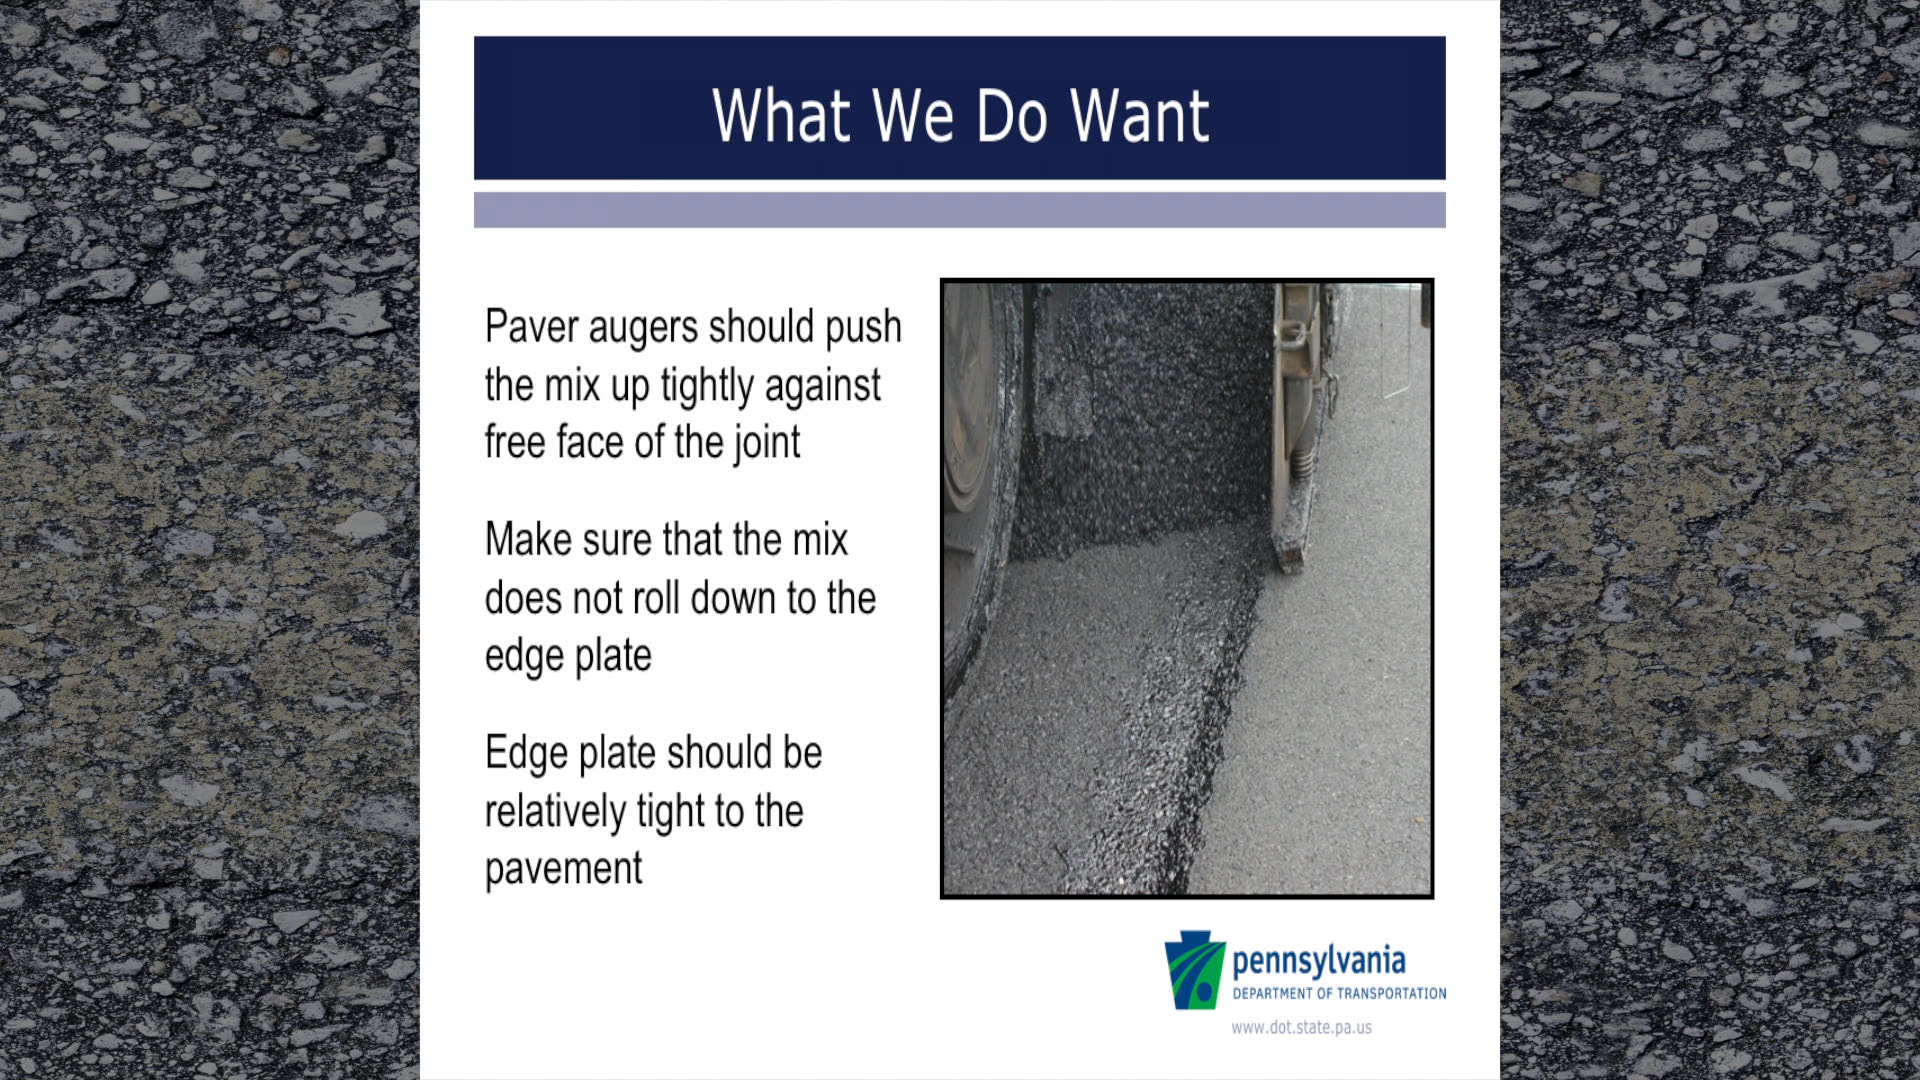 What We Do Want
Paver augers should push
the mix up tightly against
free face of the joint
Make sure that the mix
does not roll down to the
edge plate
Edge plate should be
relatively tight to the
pavement
pennsylvania
DEPARTMENT OF TRANSPORTATION
www.dot.state.pa.us